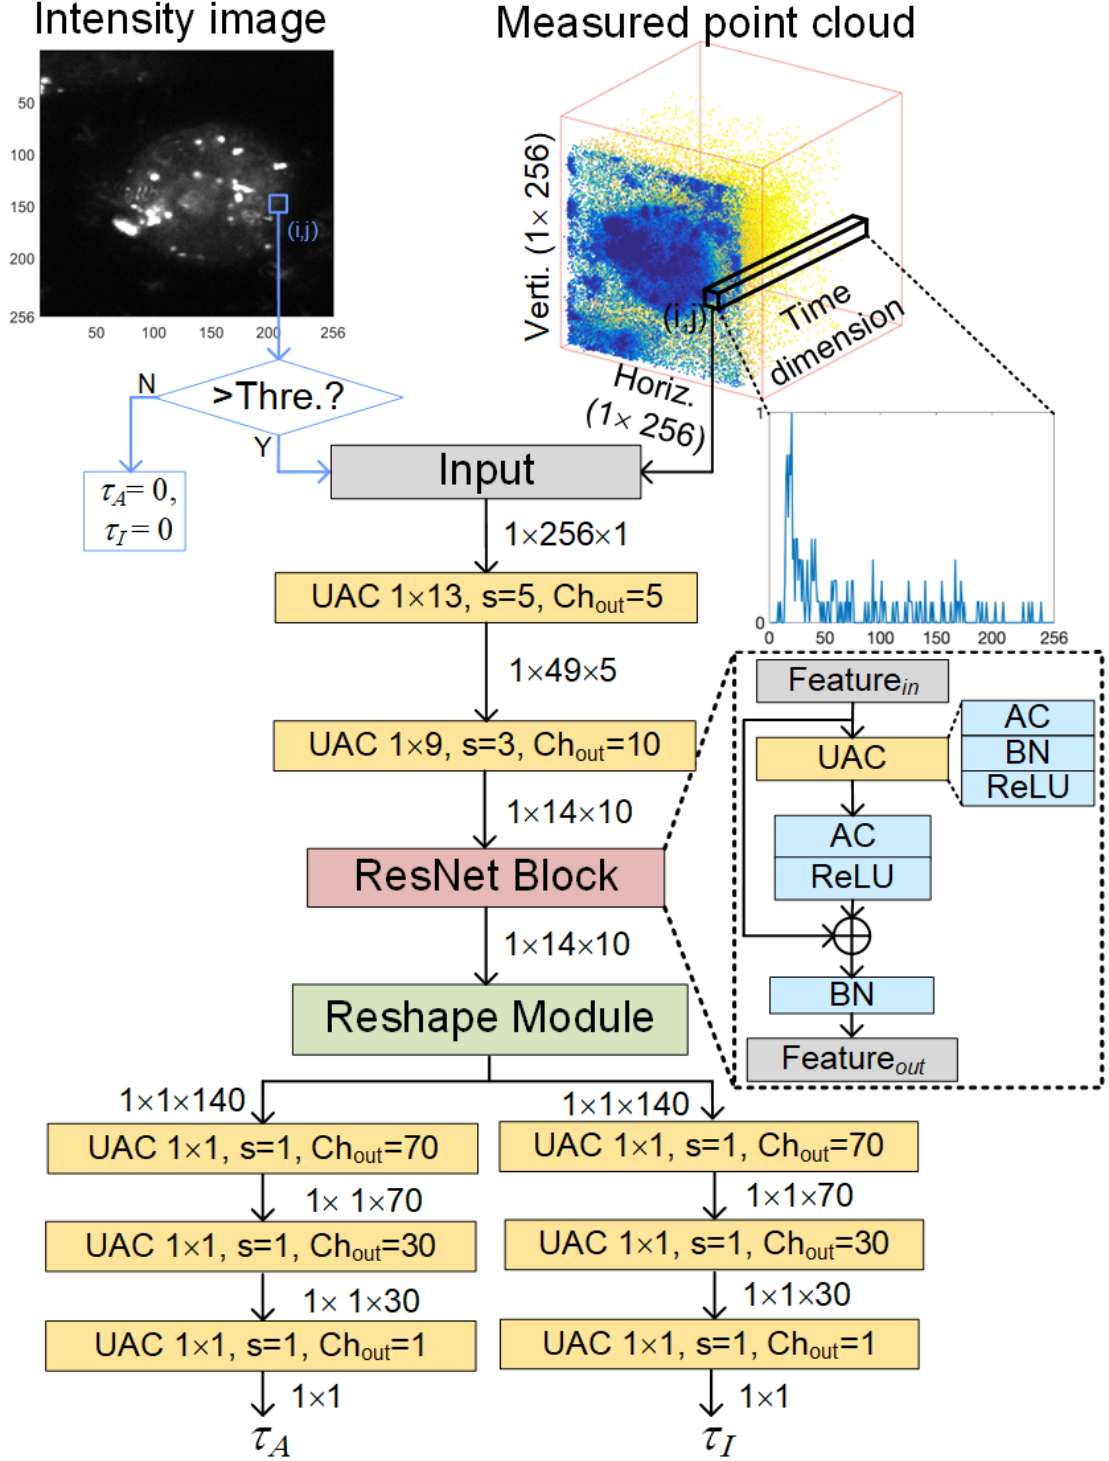 Intensity image
Measured point cloud
50
100
150
200
256
50
100
150
200
256
(i,j)
Verti. (1× 256)
Horiz.
(1× 256)
Time
dimension
(i,j)
>Thre.?
N
Y
τA= 0,
τI = 0
Input
1×256×1
UAC 1×13, s=5, Chout=5
1×49×5
UAC 1×9, s=3, Chout=10
1×14×10
ResNet Block
1×14×10
Reshape Module
1
0
0
50
100
150
200
256
Featurein
UAC
AC
BN
ReLU
AC
ReLU
BN
Featureout
1×1×140
UAC 1×1, s=1, Chout=70
1× 1×70
UAC 1×1, s=1, Chout=30
1× 1×30
UAC 1×1, s=1, Chout=1
1×1
τA
1×1×140
UAC 1×1, s=1, Chout=70
1×1×70
UAC 1×1, s=1, Chout=30
1×1×30
UAC 1×1, s=1, Chout=1
1×1
τI